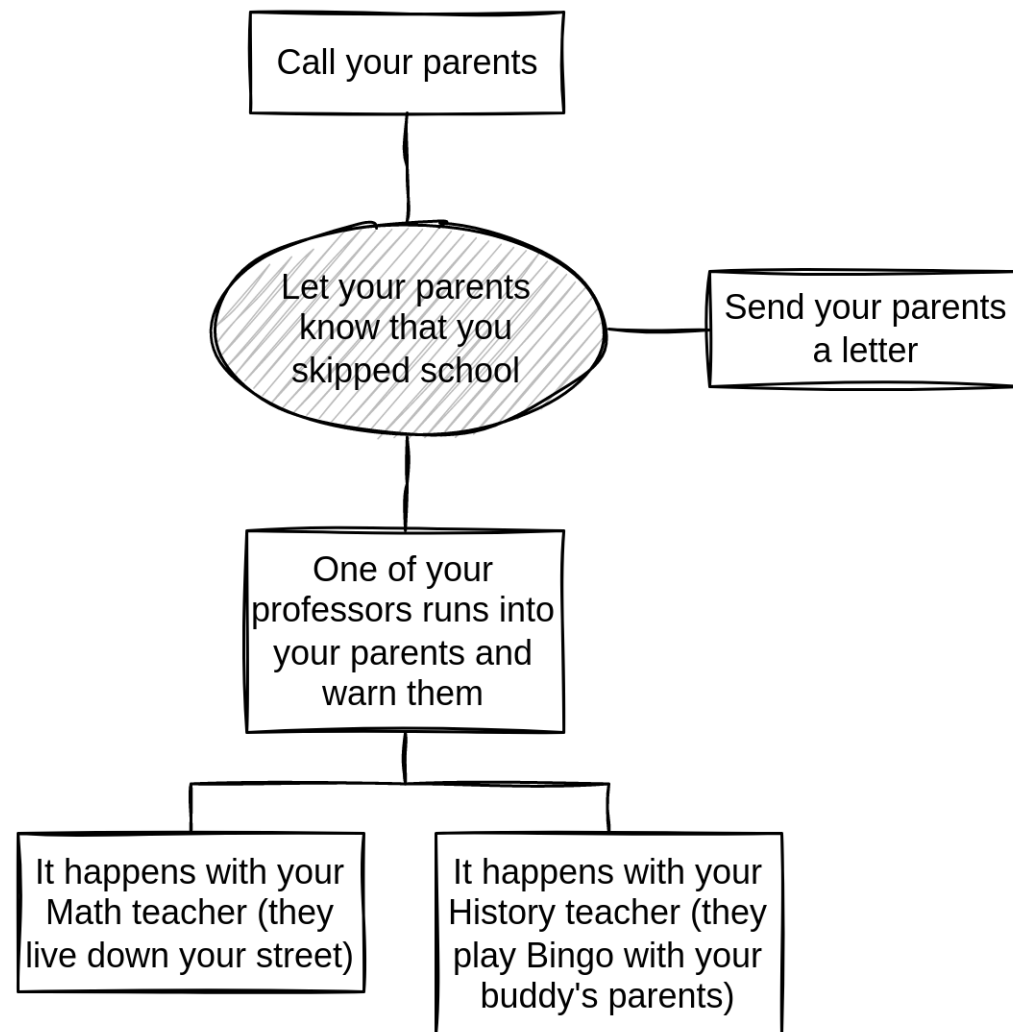 Call your parents
Let your parents
know that you
skipped school
Send your parents
a letter
One of your
professors runs into
your parents and
warn them
It happens with your
Math teacher (they
live down your street)
It happens with your
History teacher (they
play Bingo with your
buddy's parents)